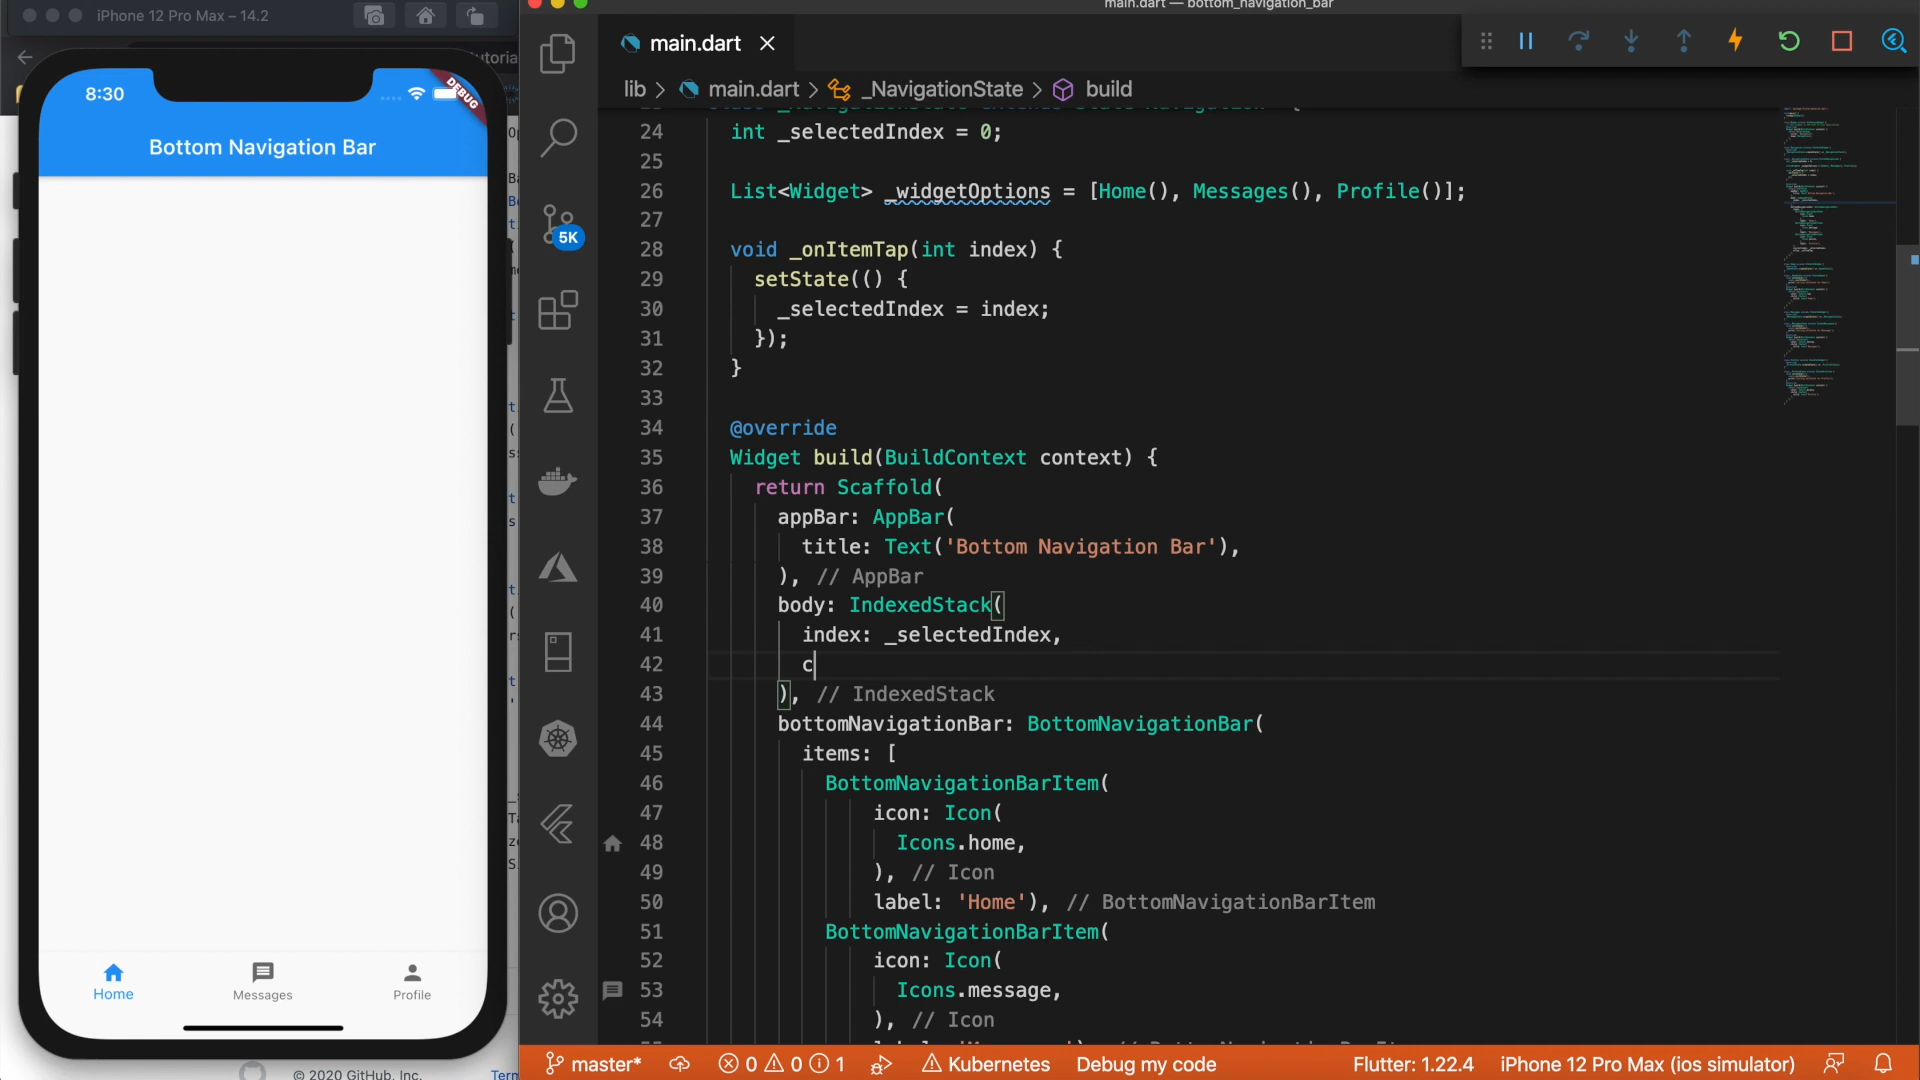 iPhone 12 Pro Max – 14.2
8:30
DEBUG
Bottom Navigation Bar
Home
Messages
Profile
© 2020 GitHub, Inc.
main.dart — bottom_navigation_bar
main.dart
lib > main.dart > _NavigationState > build
5K
24 int _selectedIndex = 0;
25
26 List<Widget> _widgetOptions = [Home(), Messages(), Profile()];
27
28 void _onItemTap(int index) {
29 setState(() {
30 _selectedIndex = index;
31 });
32 }
33
34 @override
35 Widget build(BuildContext context) {
36 return Scaffold(
37 appBar: AppBar(
38 title: Text('Bottom Navigation Bar'),
39 ), // AppBar
40 body: IndexedStack(
41 index: _selectedIndex,
42 c
43 ), // IndexedStack
44 bottomNavigationBar: BottomNavigationBar(
45 items: [
46 BottomNavigationBarItem(
47 icon: Icon(
48 Icons.home,
49 ), // Icon
50 label: 'Home'), // BottomNavigationBarItem
51 BottomNavigationBarItem(
52 icon: Icon(
53 Icons.message,
54 ), // Icon
master* 0 0 1 Kubernetes Debug my code Flutter: 1.22.4 iPhone 12 Pro Max (ios simulator)